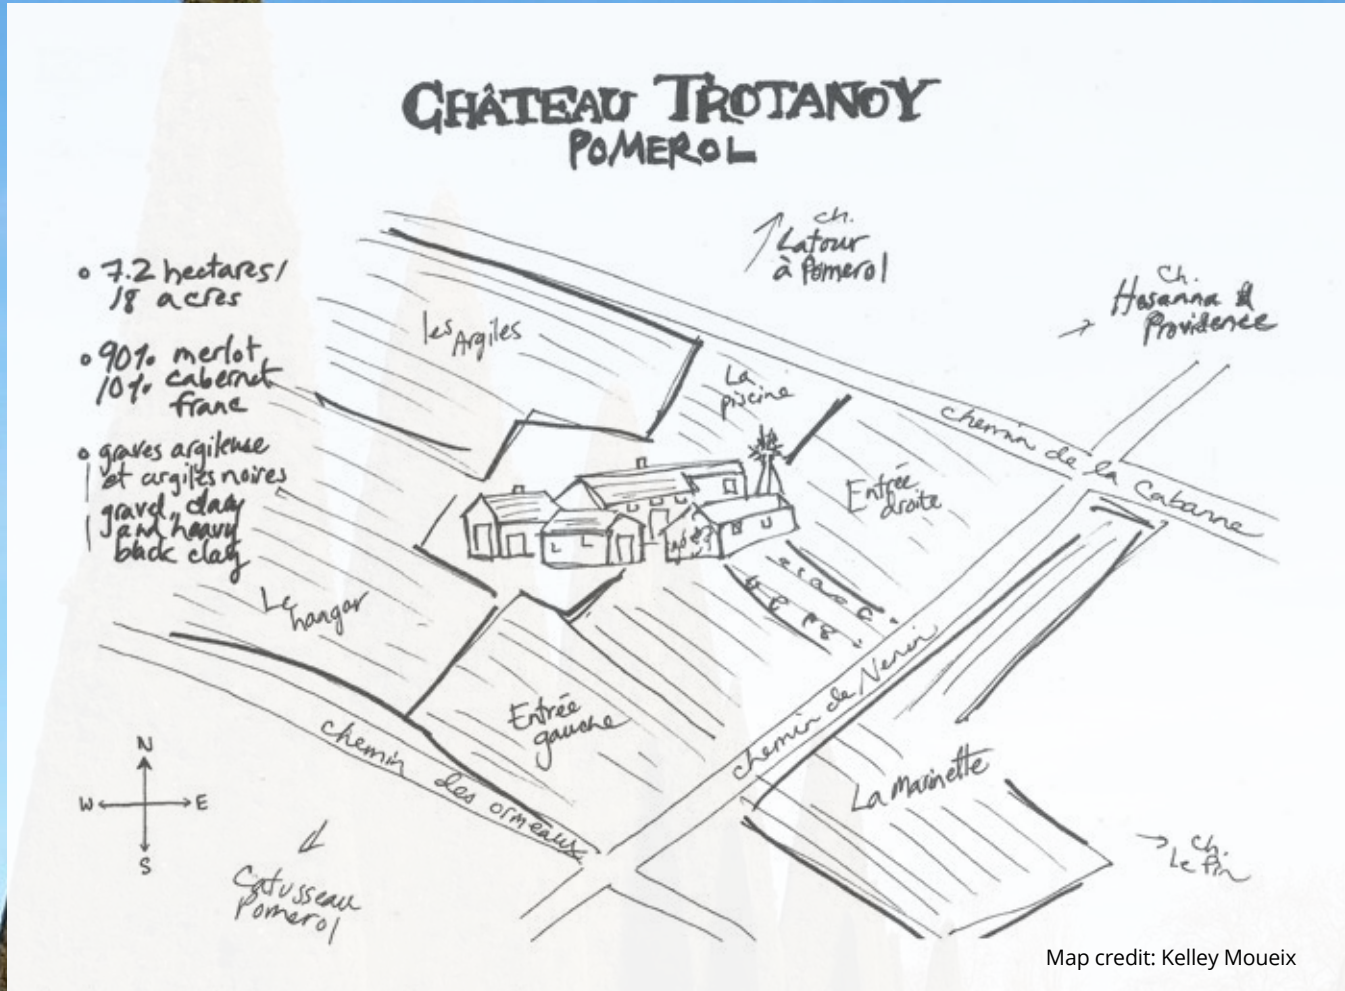 CHÂTEAU TROTANOY
POMEROL
7.2 hectares/
18 acres
90% merlot
10% cabernet
franc
graves argileuse
et argiles noires
gravel, clay
and heavy
black clay
ch.
Latour
à Pomerol
Ch.
Hosanna &
Providence
les Argiles
La
piscine
chemin de la Cabanne
Entrée
droite
Le
hangar
Entrée
gauche
chemin de Nenin
chemin des ormeaux
La Marinette
N
W E
S
Catusseau
Pomerol
Ch.
Le Pin
Map credit: Kelley Moueix